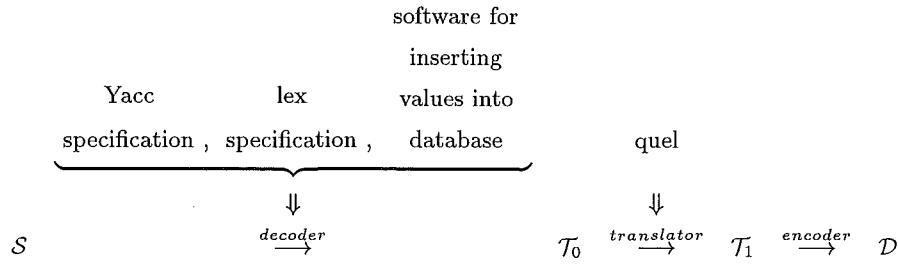 software for
inserting
Yacc lex values into
specification , specification , database quel
⇓ ⇓
decoder translator encoder
S → T₀ → T₁ → D